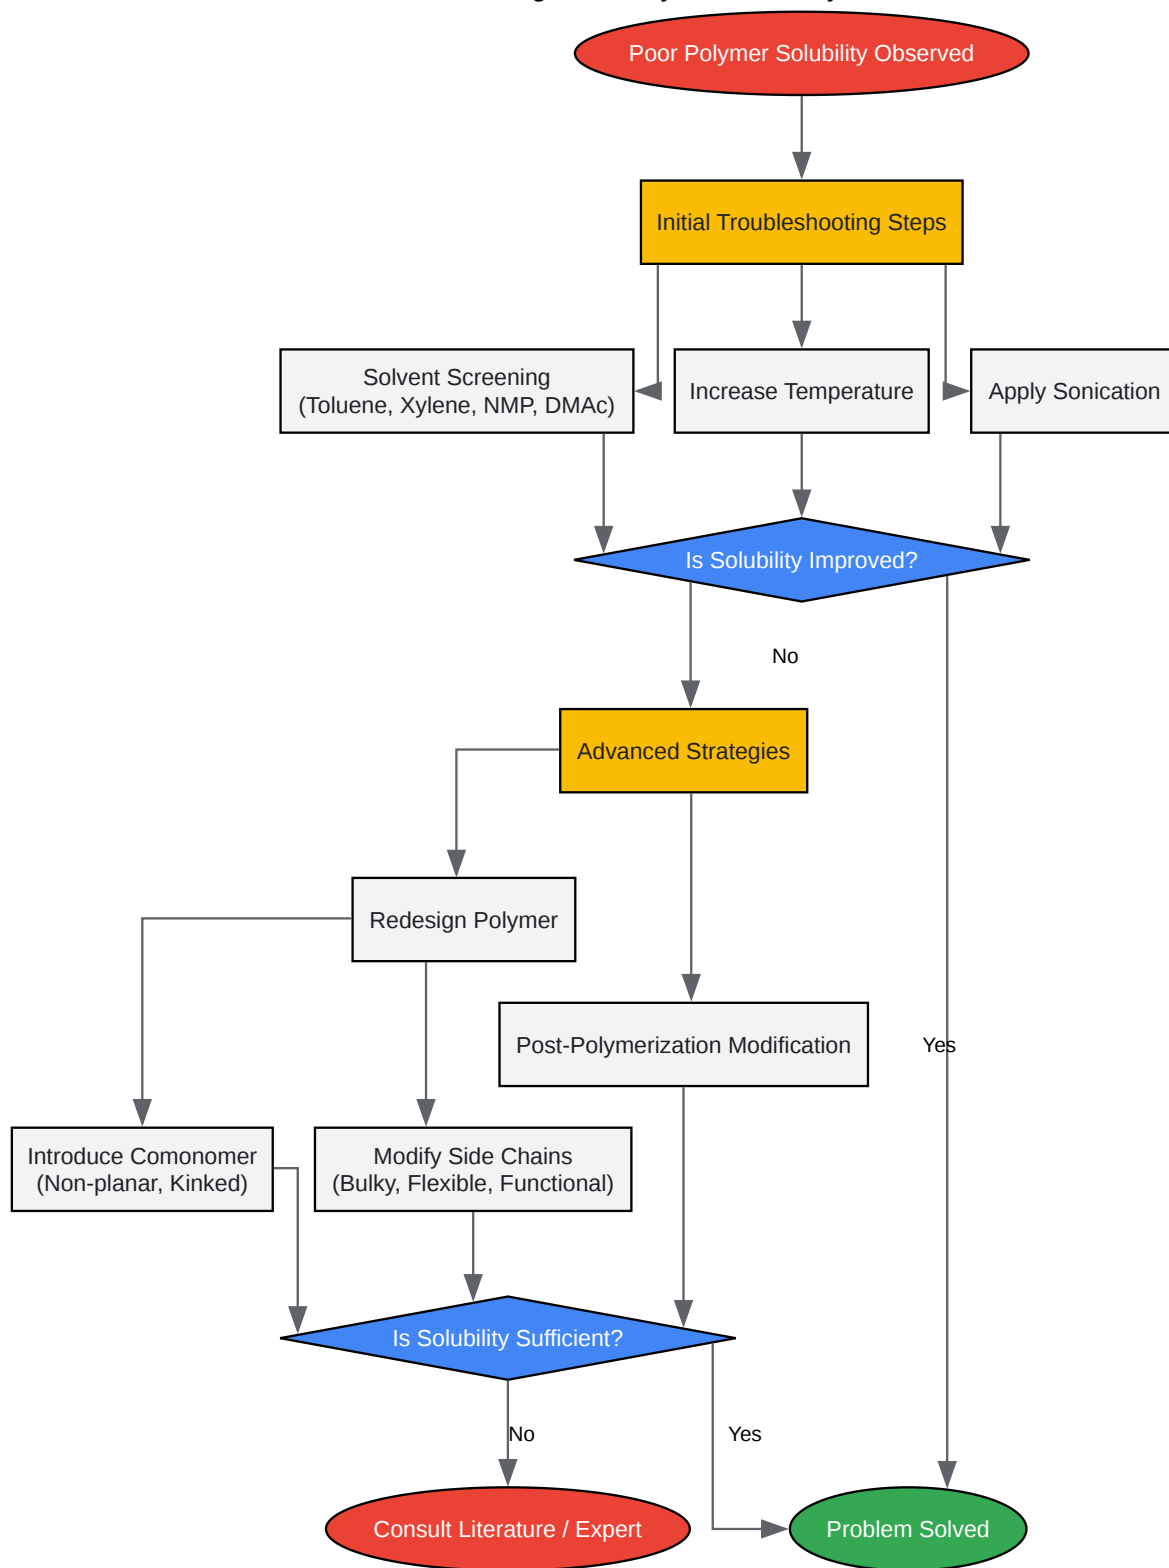 Poor Polymer Solubility Observed
Initial Troubleshooting Steps
Solvent Screening
(Toluene, Xylene, NMP, DMAc)
Increase Temperature
Apply Sonication
Is Solubility Improved?
No
Advanced Strategies
Redesign Polymer
Post-Polymerization Modification
Yes
Introduce Comonomer
(Non-planar, Kinked)
Modify Side Chains
(Bulky, Flexible, Functional)
Is Solubility Sufficient?
No
Yes
Consult Literature / Expert
Problem Solved